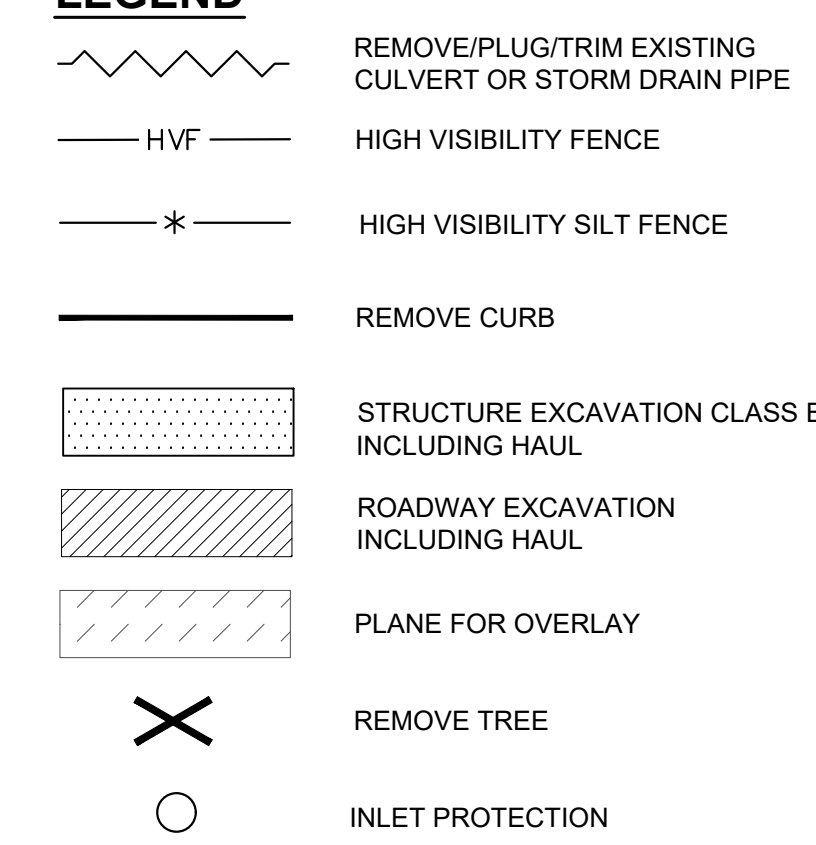 LEGEND
REMOVE/PLUG/TRIM EXISTING
CULVERT OR STORM DRAIN PIPE
HVF
HIGH VISIBILITY FENCE
HIGH VISIBILITY SILT FENCE
REMOVE CURB
STRUCTURE EXCAVATION CLASS
INCLUDING HAUL
ROADWAY EXCAVATION
INCLUDING HAUL
PLANE FOR OVERLAY
REMOVE TREE
INLET PROTECTION